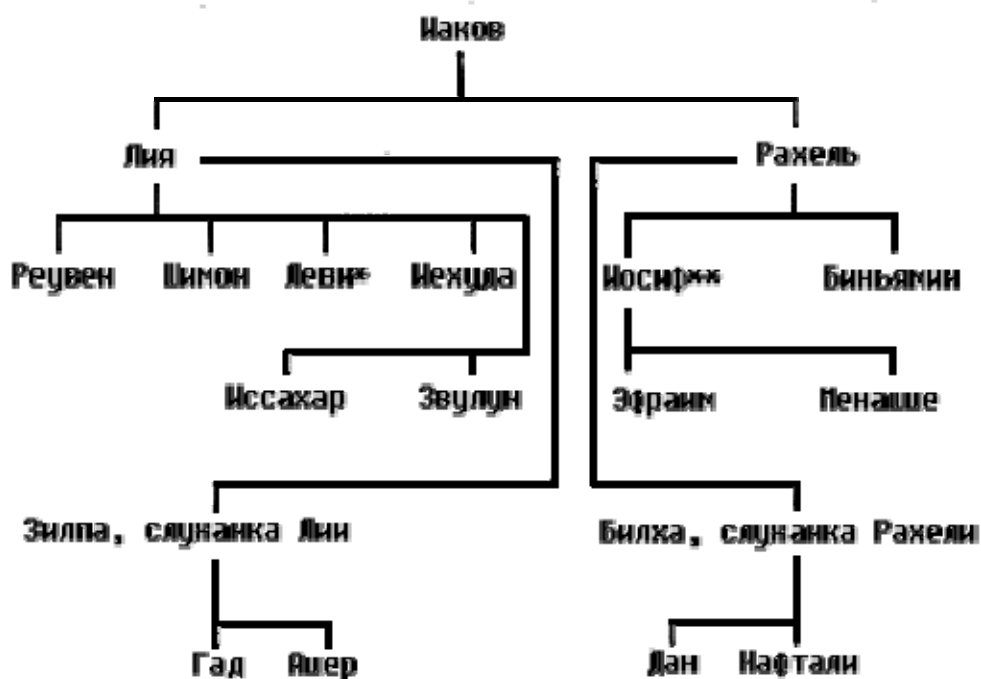 Иаков
Лия Рахель
Реувен Шимон Леви* Иехуда Иосиф** Биньямин
Иссахар Звулун Эфраим Менашше
Зилпа, служанка Лии Билха, служанка Рахели
Гад Ашер Дан Нафтали